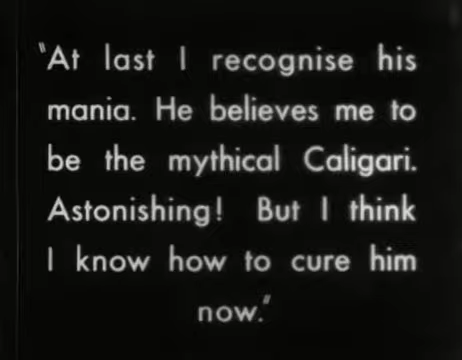 "At last I recognise his
mania. He believes me to
be the mythical Caligari.
Astonishing! But I think
I know how to cure him
now."